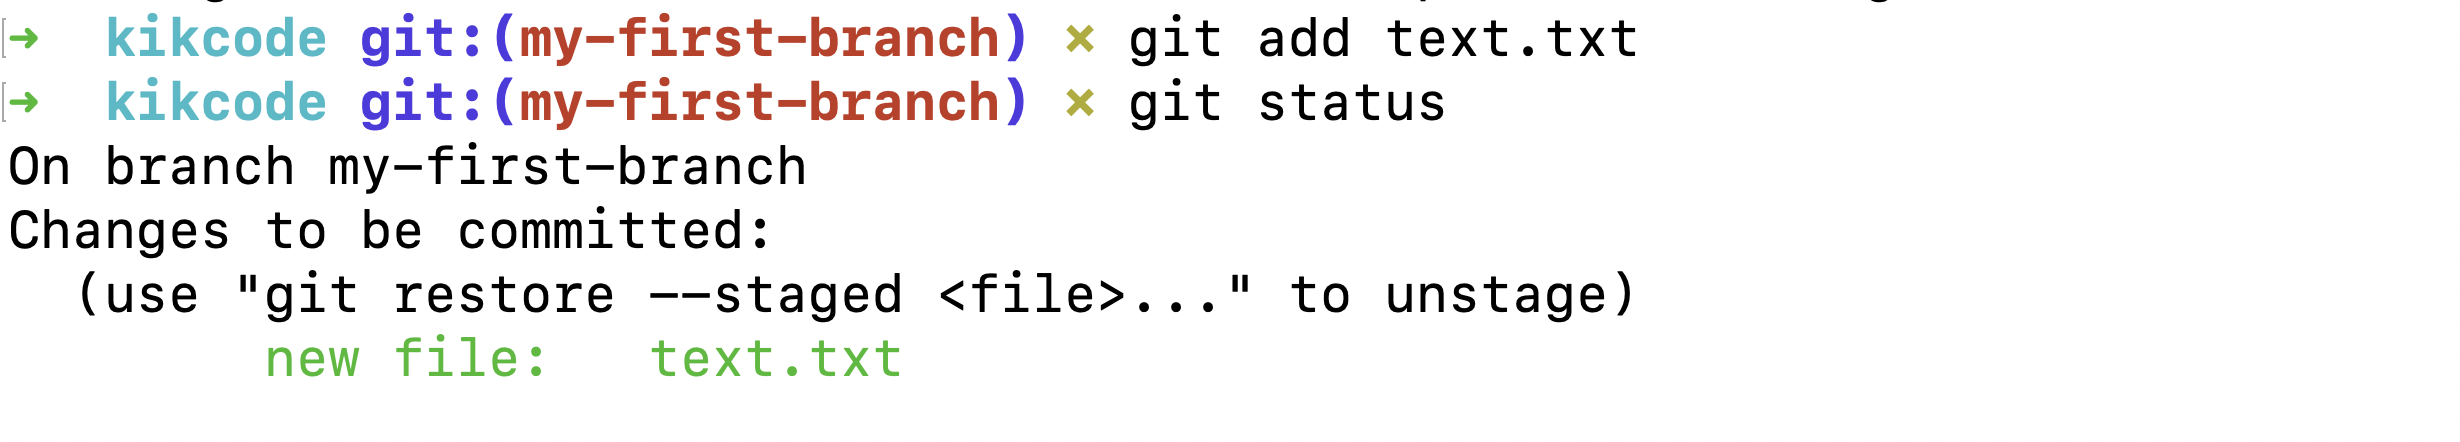 ➜  kikcode git:(my-first-branch) ✗ git add text.txt
➜  kikcode git:(my-first-branch) ✗ git status
On branch my-first-branch
Changes to be committed:
  (use "git restore --staged <file>..." to unstage)
        new file:   text.txt